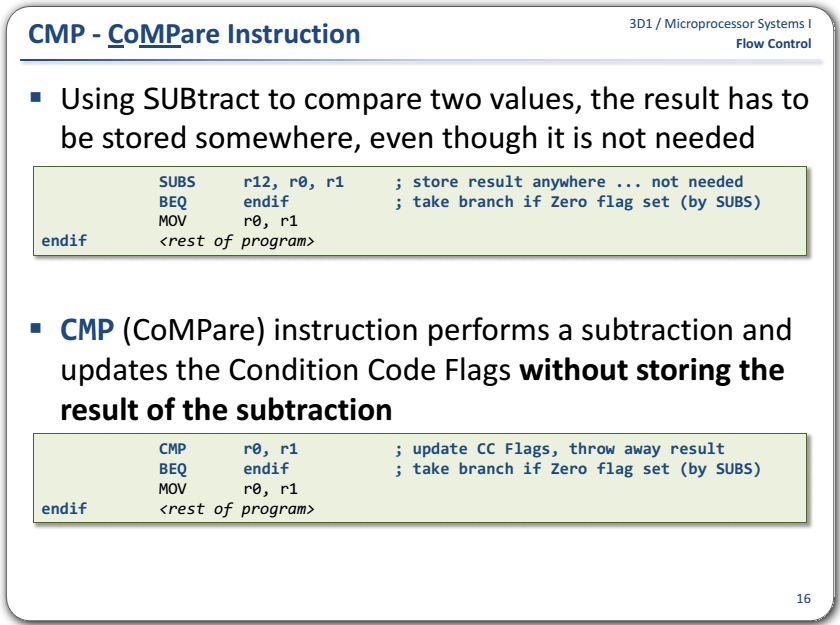 CMP - CoMPare Instruction
3D1 / Microprocessor Systems I
Flow Control
▪ Using SUBtract to compare two values, the result has to
be stored somewhere, even though it is not needed
SUBS r12, r0, r1 ; store result anywhere ... not needed
BEQ endif ; take branch if Zero flag set (by SUBS)
MOV r0, r1
endif <rest of program>
▪ CMP (CoMPare) instruction performs a subtraction and
updates the Condition Code Flags without storing the
result of the subtraction
CMP r0, r1 ; update CC Flags, throw away result
BEQ endif ; take branch if Zero flag set (by SUBS)
MOV r0, r1
endif <rest of program>
16